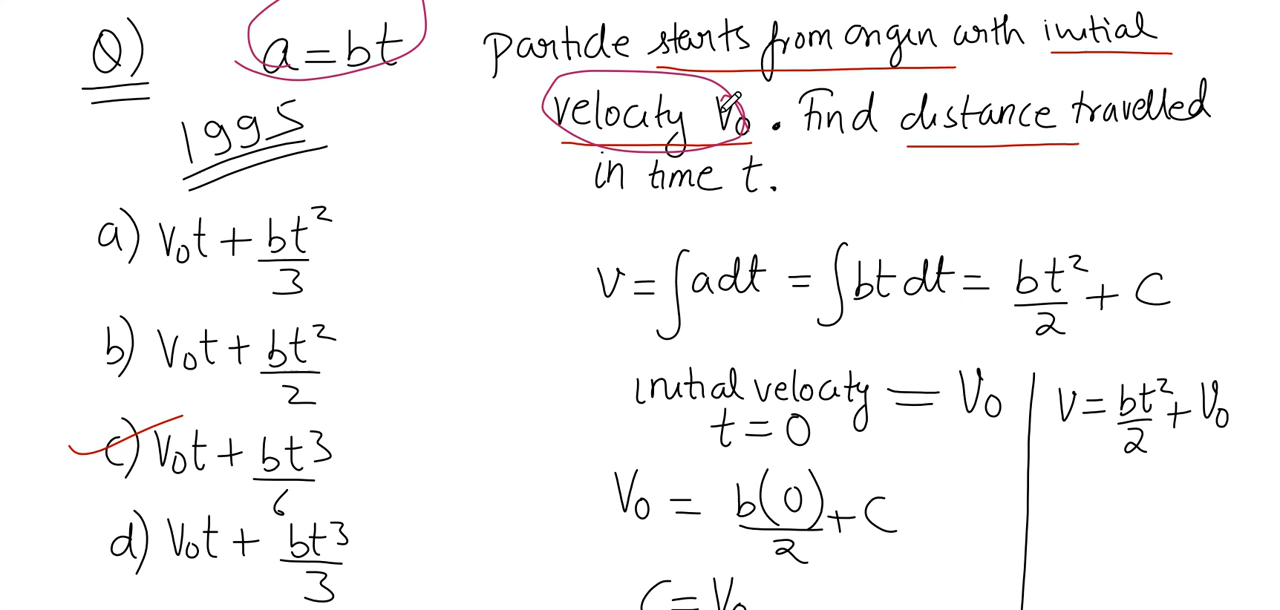 Q) a = bt Particle starts from origin with initial
velocity V₀. Find distance travelled
in time t.
1995
a) V₀t + bt²/3
b) V₀t + bt²/2
c) V₀t + bt³/6
d) V₀t + bt³/3
V = ∫adt = ∫bt dt = bt²/2 + C
initial velocity = V₀
t = 0
V₀ = b(0)/2 + C
C = V₀
V = bt²/2 + V₀